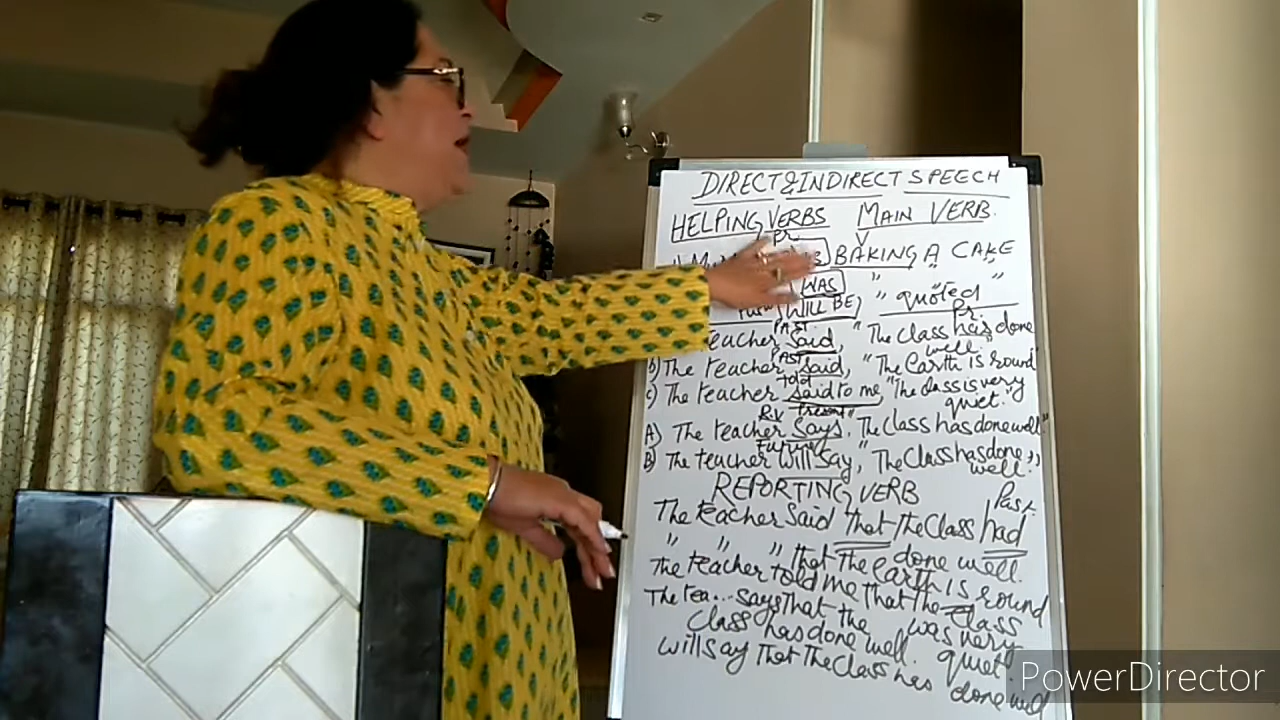 DIRECT & INDIRECT SPEECH
HELPING VERBS MAIN VERB.
Pr V
BAKING A CAKE
WAS " " "
WILL BE, " quoted "
PAST Pr.
Teacher Said, "The Class has done well.
PAST
b) The teacher said, "The Earth is round"
told
c) The teacher said to me "The class is very quiet."
R.V Present
A) The teacher Says, "The Class has done well"
Future
B) The teacher will say, "The Class has done well."
REPORTING VERB
Past.
The teacher Said that the Class had
" " " that the done well.
The teacher told me that the earth is round
The tea... Says that the Class was very quiet
Class has done well.
will say that the Class has done well